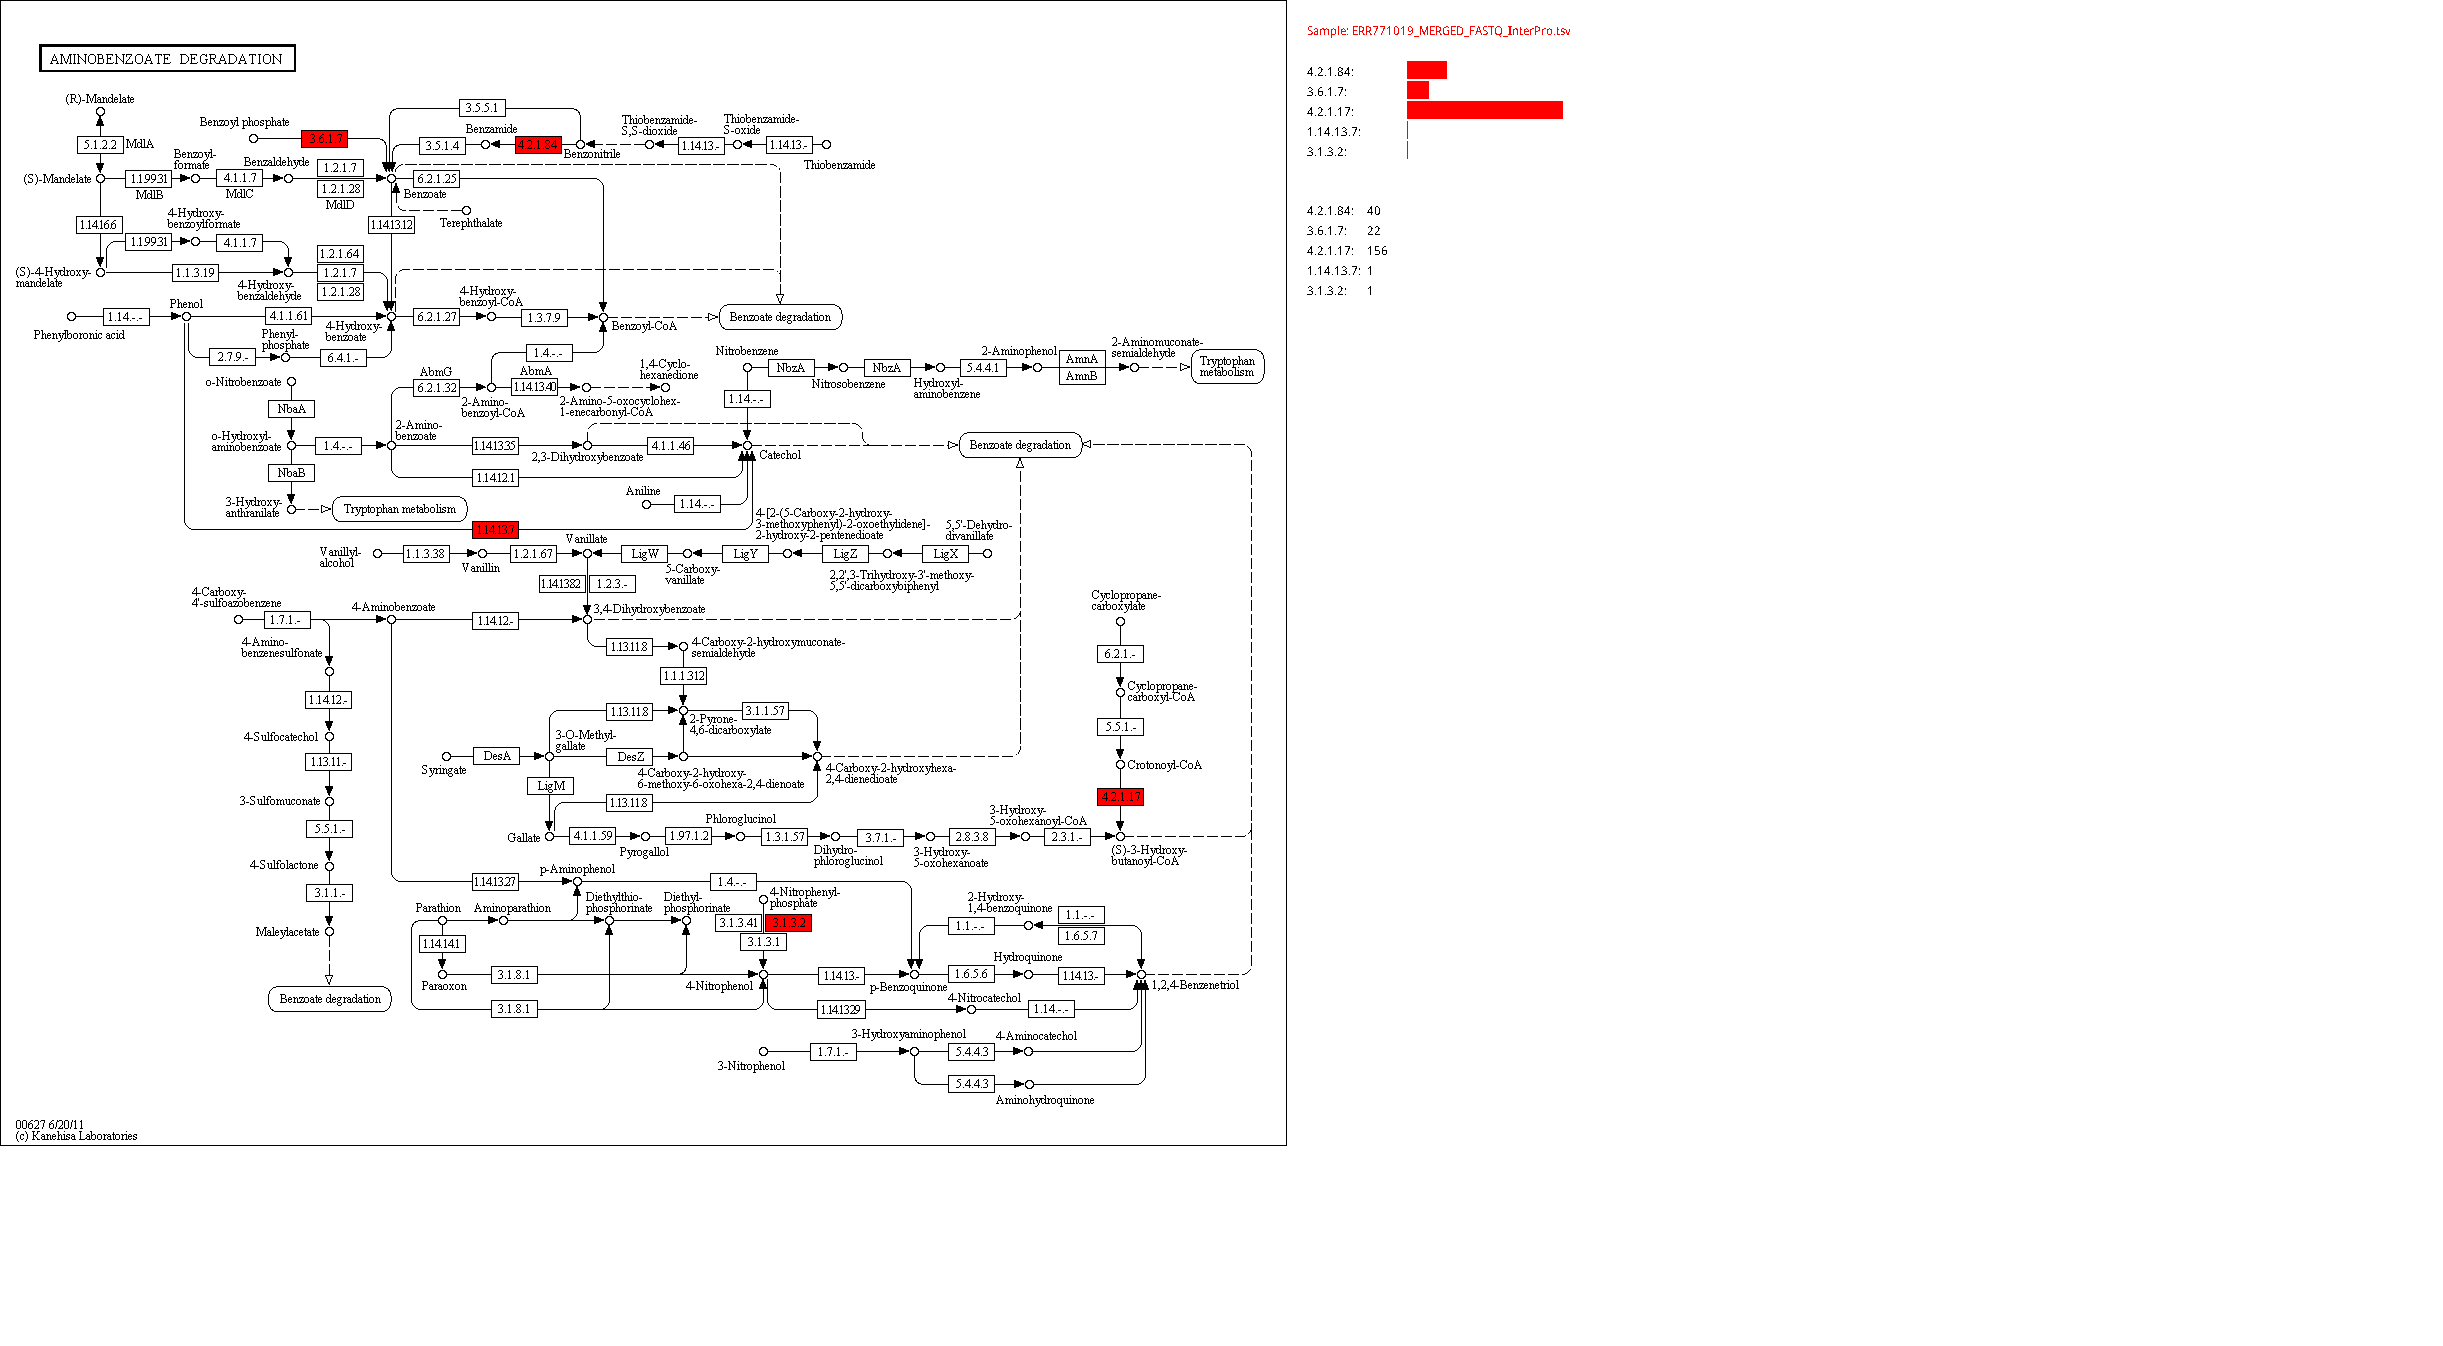 Sample: ERR771019_MERGED_FASTQ_InterPro.tsv
4.2.1.84:
3.6.1.7:
4.2.1.17:
1.14.13.7:
3.1.3.2:
4.2.1.84: 40
3.6.1.7: 22
4.2.1.17: 156
1.14.13.7: 1
3.1.3.2: 1
AMINOBENZOATE DEGRADATION
(R)-Mandelate
5.1.2.2
MdlA
(S)-Mandelate
Benzoyl phosphate
3.6.1.7
3.5.5.1
3.5.1.4
Benzamide
4.2.1.84
Benzonitrile
Thiobenzamide-
S,S-dioxide
1.14.13.-
Thiobenzamide-
S-oxide
1.14.13.-
Thiobenzamide
1.1.99.31
MdlB
Benzoyl-
formate
4.1.1.7
MdlC
Benzaldehyde
1.2.1.7
1.2.1.28
MdlD
Benzoate
6.2.1.25
Terephthalate
1.14.16.6
1.14.13.12
4-Hydroxy-
benzoylformate
1.1.99.31
4.1.1.7
(S)-4-Hydroxy-
mandelate
1.1.3.19
4-Hydroxy-
benzaldehyde
1.2.1.64
1.2.1.7
1.2.1.28
Phenylboronic acid
1.14.-.-
Phenol
4.1.1.61
4-Hydroxy-
benzoate
2.7.9.-
Phenyl-
phosphate
6.4.1.-
6.2.1.27
4-Hydroxy-
benzoyl-CoA
1.3.7.9
Benzoyl-CoA
Benzoate degradation
1.4.-.-
o-Nitrobenzoate
NbaA
o-Hydroxyl-
aminobenzoate
1.4.-.-
NbaB
3-Hydroxy-
anthranilate
Tryptophan metabolism
AbmG
6.2.1.32
2-Amino-
benzoyl-CoA
AbmA
1.14.13.40
2-Amino-5-oxocyclohex-
1-enecarbonyl-CoA
1,4-Cyclo-
hexanedione
2-Amino-
benzoate
1.14.13.35
2,3-Dihydroxybenzoate
4.1.1.46
Catechol
1.14.12.1
Nitrobenzene
NbzA
Nitrosobenzene
NbzA
Hydroxyl-
aminobenzene
5.4.4.1
2-Aminophenol
AmnA
AmnB
2-Aminomuconate-
semialdehyde
Tryptophan
metabolism
1.14.-.-
Benzoate degradation
Aniline
1.14.-.-
1.14.13.7
Vanillyl-
alcohol
1.1.3.38
Vanillin
1.2.1.67
Vanillate
LigW
5-Carboxy-
vanillate
LigY
4-[2-(5-Carboxy-2-hydroxy-
3-methoxyphenyl)-2-oxoethylidene]-
2-hydroxy-2-pentenedioate
LigZ
2,2',3-Trihydroxy-3'-methoxy-
5,5'-dicarboxybiphenyl
LigX
5,5'-Dehydro-
divanillate
1.14.13.82
1.2.3.-
4-Carboxy-
4'-sulfoazobenzene
1.7.1.-
4-Aminobenzoate
1.14.12.-
3,4-Dihydroxybenzoate
4-Amino-
benzenesulfonate
1.14.12.-
4-Sulfocatechol
1.13.11.-
3-Sulfomuconate
5.5.1.-
4-Sulfolactone
3.1.1.-
Maleylacetate
Benzoate degradation
1.13.11.8
4-Carboxy-2-hydroxymuconate-
semialdehyde
1.1.1.312
1.13.11.8
2-Pyrone-
4,6-dicarboxylate
3.1.1.57
Syringate
DesA
3-O-Methyl-
gallate
DesZ
4-Carboxy-2-hydroxy-
6-methoxy-6-oxohexa-2,4-dienoate
4-Carboxy-2-hydroxyhexa-
2,4-dienedioate
LigM
1.13.11.8
Gallate
4.1.1.59
Pyrogallol
1.97.1.2
Phloroglucinol
1.3.1.57
Dihydro-
phloroglucinol
3.7.1.-
3-Hydroxy-
5-oxohexanoate
2.8.3.8
3-Hydroxy-
5-oxohexanoyl-CoA
2.3.1.-
(S)-3-Hydroxy-
butanoyl-CoA
Cyclopropane-
carboxylate
6.2.1.-
Cyclopropane-
carboxyl-CoA
5.5.1.-
Crotonoyl-CoA
4.2.1.17
1.14.13.27
p-Aminophenol
1.4.-.-
Parathion
Aminoparathion
Diethylthio-
phosphorinate
Diethyl-
phosphorinate
4-Nitrophenyl-
phosphate
3.1.3.41
3.1.3.2
3.1.3.1
1.14.14.1
Paraoxon
3.1.8.1
3.1.8.1
4-Nitrophenol
1.14.13.-
p-Benzoquinone
1.6.5.6
Hydroquinone
1.14.13.-
1,2,4-Benzenetriol
1.1.-.-
2-Hydroxy-
1,4-benzoquinone
1.1.-.-
1.6.5.7
1.14.13.29
4-Nitrocatechol
1.14.-.-
3-Nitrophenol
1.7.1.-
3-Hydroxyaminophenol
5.4.4.3
4-Aminocatechol
5.4.4.3
Aminohydroquinone
00627 6/20/11
(c) Kanehisa Laboratories